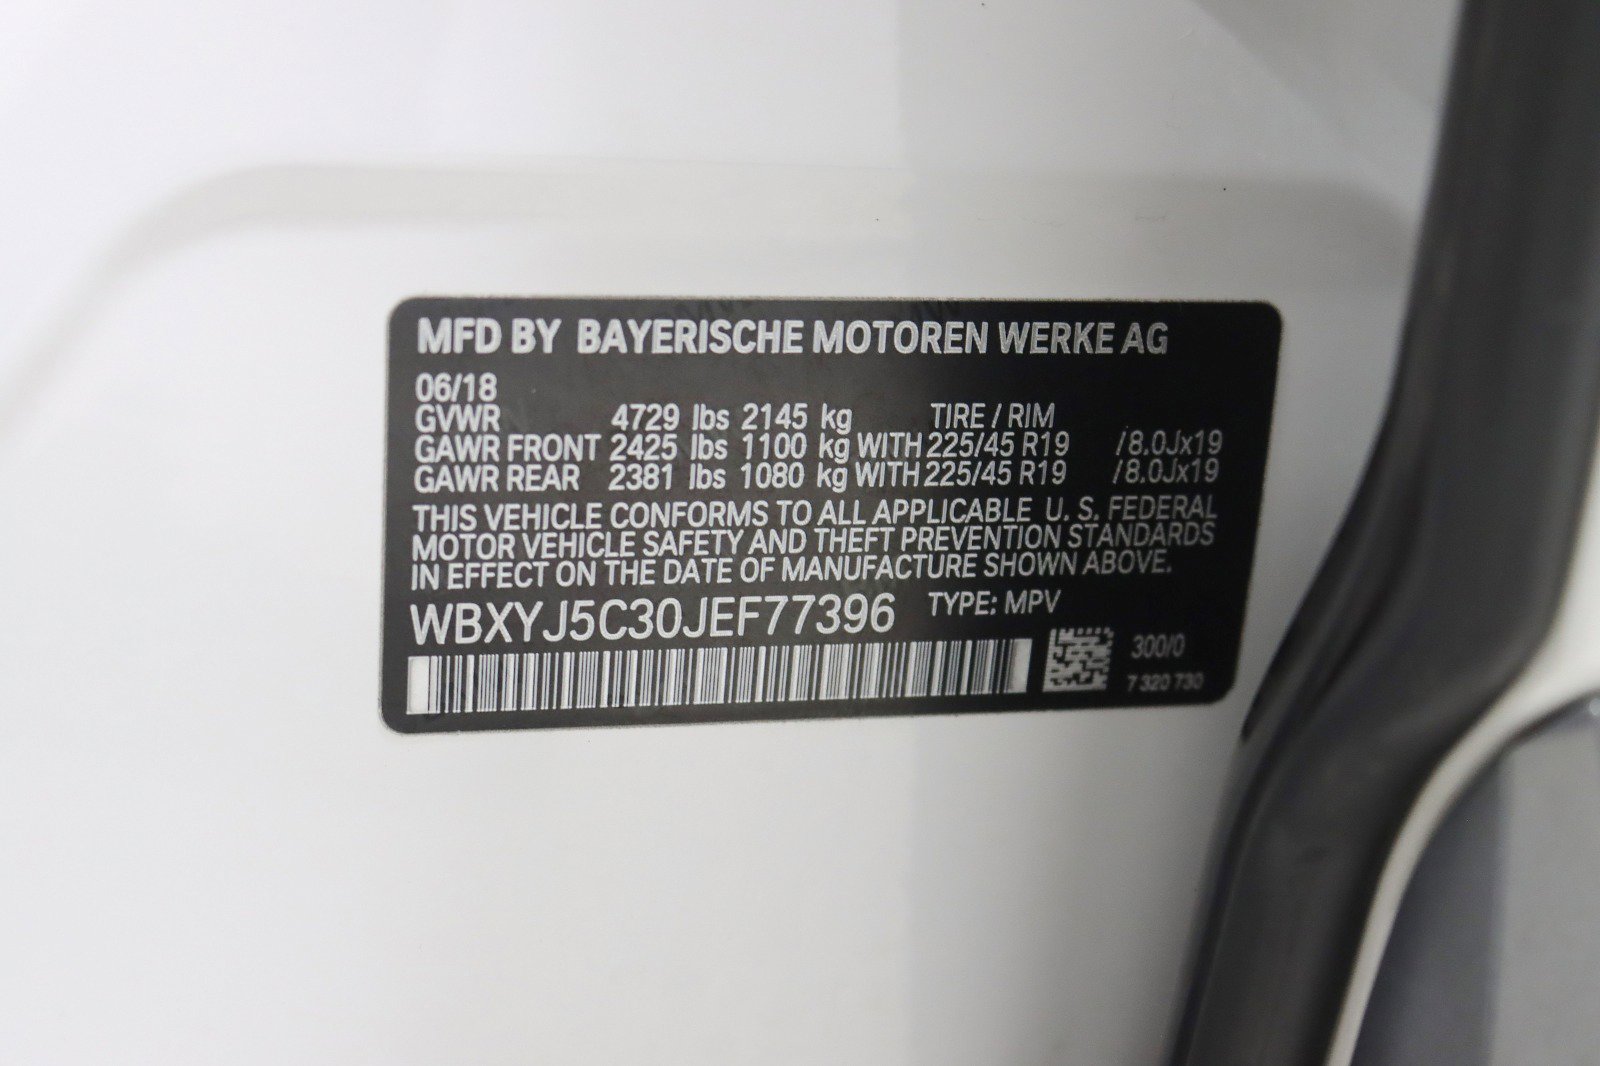 MFD BY BAYERISCHE MOTOREN WERKE AG
06/18
GVWR 4729 lbs 2145 kg TIRE / RIM
GAWR FRONT 2425 lbs 1100 kg WITH 225/45 R19 /8.0Jx19
GAWR REAR 2381 lbs 1080 kg WITH 225/45 R19 /8.0Jx19
THIS VEHICLE CONFORMS TO ALL APPLICABLE U. S. FEDERAL
MOTOR VEHICLE SAFETY AND THEFT PREVENTION STANDARDS
IN EFFECT ON THE DATE OF MANUFACTURE SHOWN ABOVE.
WBXYJ5C30JEF77396 TYPE: MPV
300/0
7 320 730